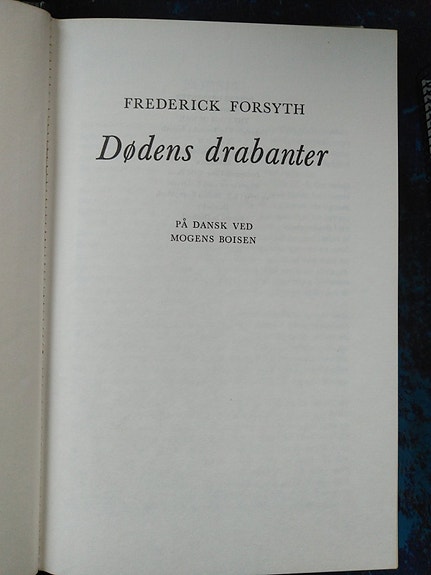 FREDERICK FORSYTH
Dødens drabanter
PÅ DANSK VED
MOGENS BOISEN